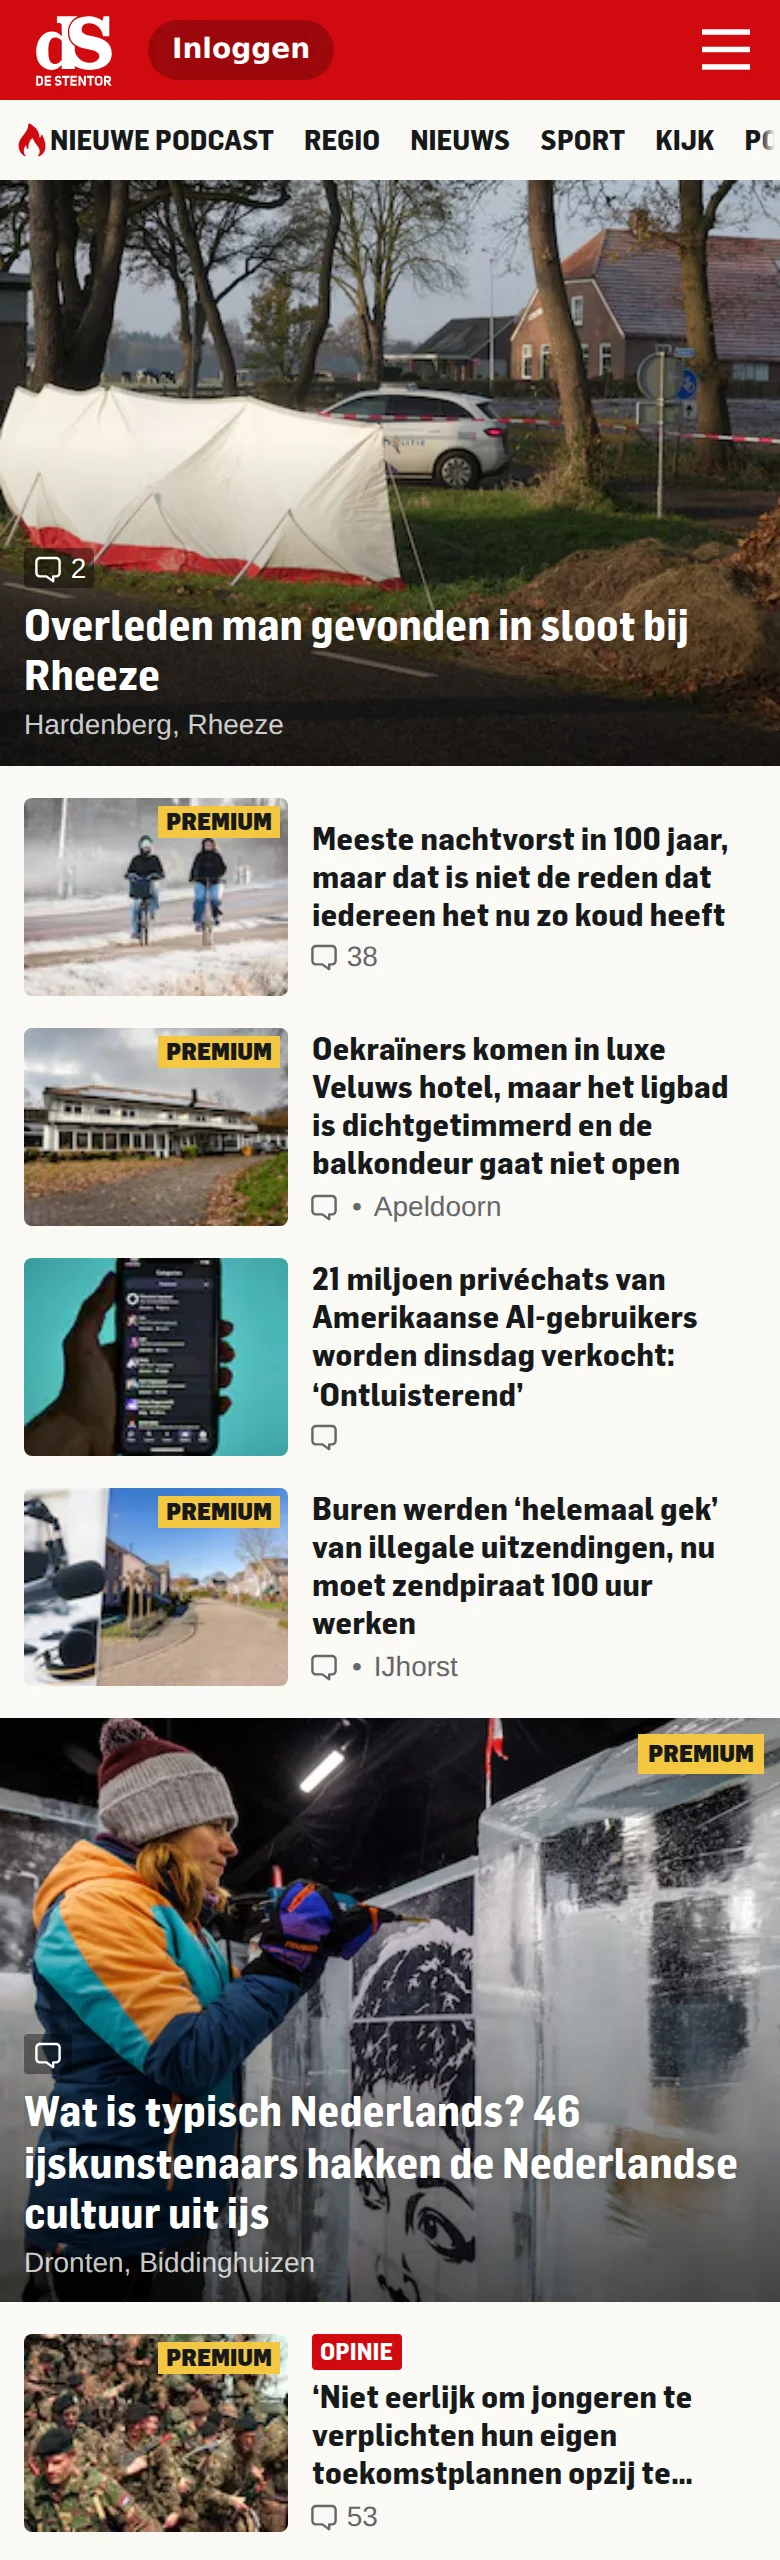 dS
DE STENTOR
Inloggen
NIEUWE PODCAST REGIO NIEUWS SPORT KIJK
2
Overleden man gevonden in sloot bij
Rheeze
Hardenberg, Rheeze
PREMIUM
Meeste nachtvorst in 100 jaar,
maar dat is niet de reden dat
iedereen het nu zo koud heeft
38
PREMIUM
Oekraïners komen in luxe
Veluws hotel, maar het ligbad
is dichtgetimmerd en de
balkondeur gaat niet open
• Apeldoorn
21 miljoen privéchats van
Amerikaanse AI-gebruikers
worden dinsdag verkocht:
‘Ontluisterend’
PREMIUM
Buren werden ‘helemaal gek’
van illegale uitzendingen, nu
moet zendpiraat 100 uur
werken
• IJhorst
PREMIUM
Wat is typisch Nederlands? 46
ijskunstenaars hakken de Nederlandse
cultuur uit ijs
Dronten, Biddinghuizen
PREMIUM
OPINIE
‘Niet eerlijk om jongeren te
verplichten hun eigen
toekomstplannen opzij te...
53